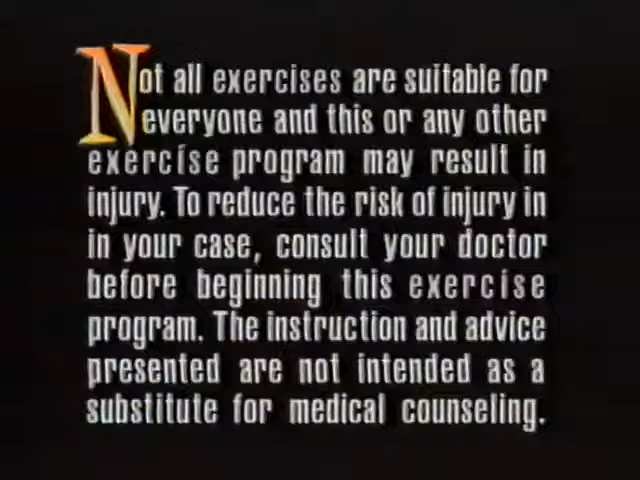 Not all exercises are suitable for
everyone and this or any other
exercise program may result in
injury. To reduce the risk of injury in
in your case, consult your doctor
before beginning this exercise
program. The instruction and advice
presented are not intended as a
substitute for medical counseling.